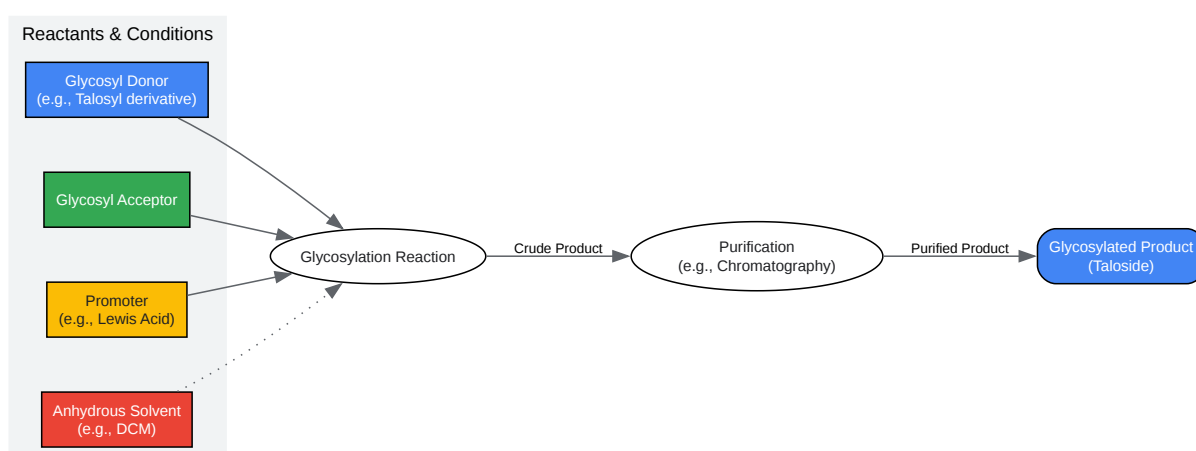 Reactants & Conditions
Glycosyl Donor
(e.g., Talosyl derivative)
Glycosyl Acceptor
Promoter
(e.g., Lewis Acid)
Anhydrous Solvent
(e.g., DCM)
Glycosylation Reaction
Crude Product
Purification
(e.g., Chromatography)
Purified Product
Glycosylated Product
(Taloside)